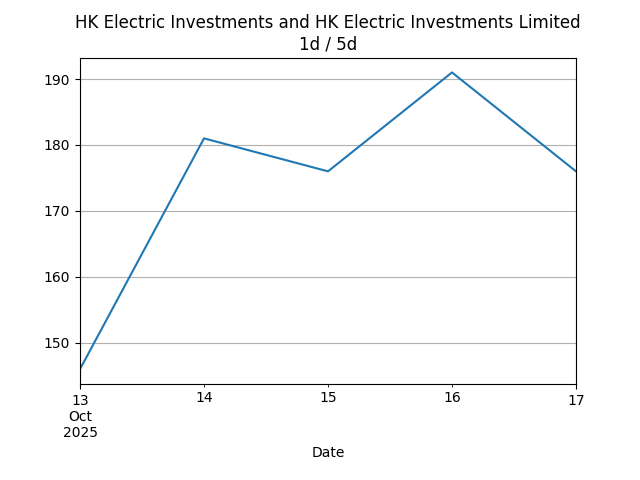 HK Electric Investments and HK Electric Investments Limited
1d / 5d
190
180
170
160
150
13 14 15 16 17
Oct
2025
Date